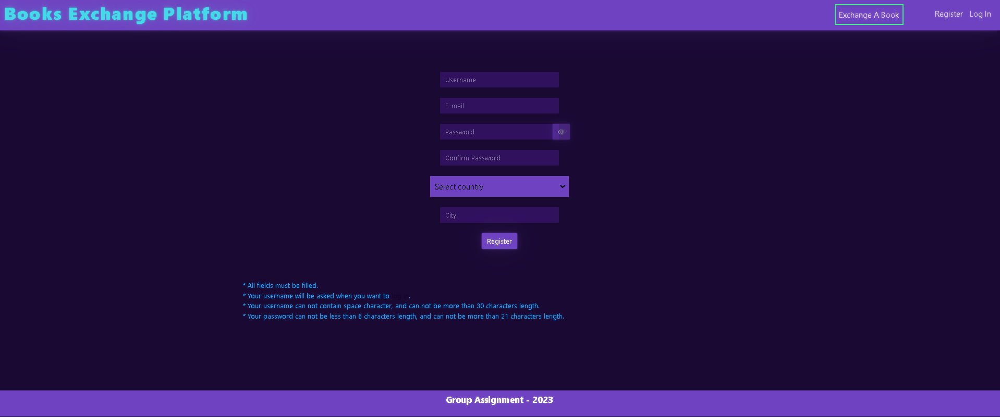 Books Exchange Platform
Exchange A Book
Register
Log In
Username
E-mail
Password
Confirm Password
Select country
City
Register
* All fields must be filled.
* Your username will be asked when you want to log in.
* Your username can not contain space character, and can not be more than 30 characters length.
* Your password can not be less than 6 characters length, and can not be more than 21 characters length.
Group Assignment - 2023